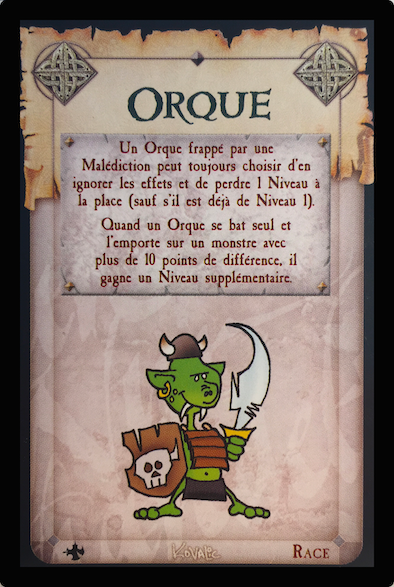 ORQUE
Un Orque frappé par une
Malédiction peut toujours choisir d'en
ignorer les effets et de perdre 1 Niveau à
la place (sauf s'il est déjà de Niveau 1).
Quand un Orque se bat seul et
l'emporte sur un monstre avec
plus de 10 points de différence, il
gagne un Niveau supplémentaire.
KOVALIC
RACE